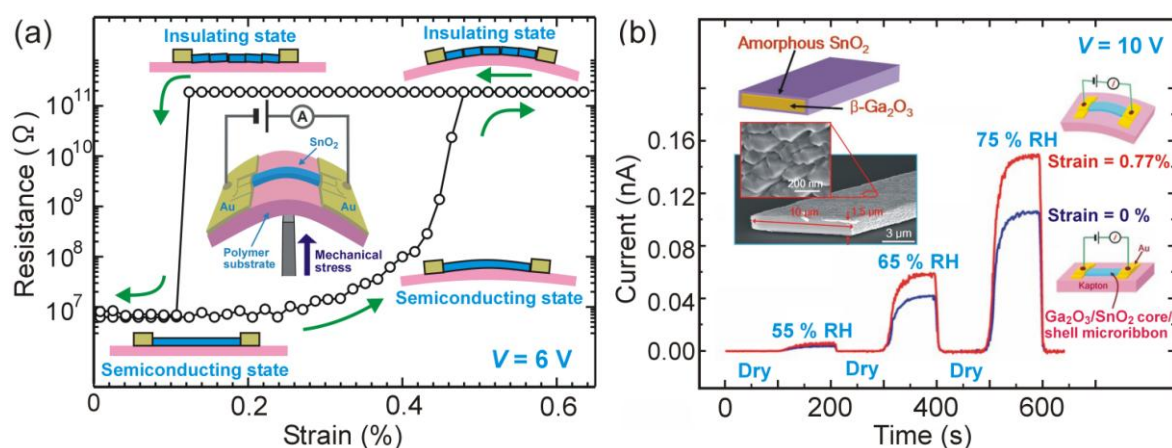 (a)
Insulating state
Insulating state
Resistance (Ω)
10¹¹
10¹⁰
10⁹
10⁸
10⁷
A
SnO₂
Au
Au
Polymer
substrate
Mechanical
stress
Semiconducting state
Semiconducting state
V = 6 V
0
0.2
0.4
0.6
Strain (%)
(b)
Amorphous SnO₂
β-Ga₂O₃
V = 10 V
Current (nA)
0.16
0.12
0.08
0.04
0.00
200 nm
10 μm
1.5 μm
3 μm
75 % RH
Strain = 0.77%
Strain = 0 %
65 % RH
55 % RH
Au
Kapton
Ga₂O₃/SnO₂ core/
shell microribbon
Dry
Dry
Dry
0
200
400
600
Time (s)